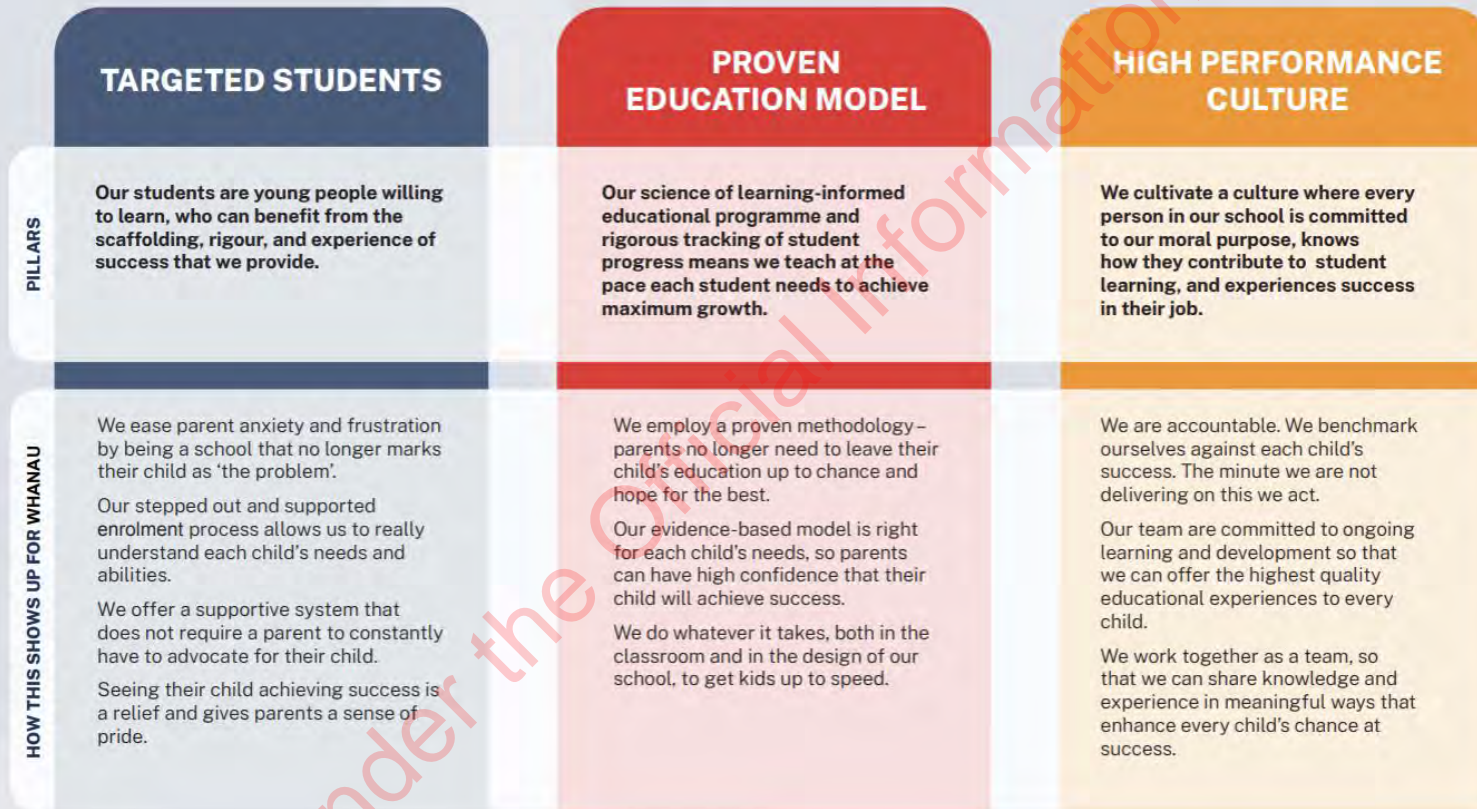 TARGETED STUDENTS
PROVEN
EDUCATION MODEL
HIGH PERFORMANCE
CULTURE
PILLARS
Our students are young people willing
to learn, who can benefit from the
scaffolding, rigour, and experience of
success that we provide.
Our science of learning-informed
educational programme and
rigorous tracking of student
progress means we teach at the
pace each student needs to achieve
maximum growth.
We cultivate a culture where every
person in our school is committed
to our moral purpose, knows
how they contribute to student
learning, and experiences success
in their job.
HOW THIS SHOWS UP FOR WHANAU
We ease parent anxiety and frustration
by being a school that no longer marks
their child as ‘the problem’.
Our stepped out and supported
enrolment process allows us to really
understand each child’s needs and
abilities.
We offer a supportive system that
does not require a parent to constantly
have to advocate for their child.
Seeing their child achieving success is
a relief and gives parents a sense of
pride.
We employ a proven methodology –
parents no longer need to leave their
child’s education up to chance and
hope for the best.
Our evidence-based model is right
for each child’s needs, so parents
can have high confidence that their
child will achieve success.
We do whatever it takes, both in the
classroom and in the design of our
school, to get kids up to speed.
We are accountable. We benchmark
ourselves against each child’s
success. The minute we are not
delivering on this we act.
Our team are committed to ongoing
learning and development so that
we can offer the highest quality
educational experiences to every
child.
We work together as a team, so
that we can share knowledge and
experience in meaningful ways that
enhance every child’s chance at
success.
nder the Official Information